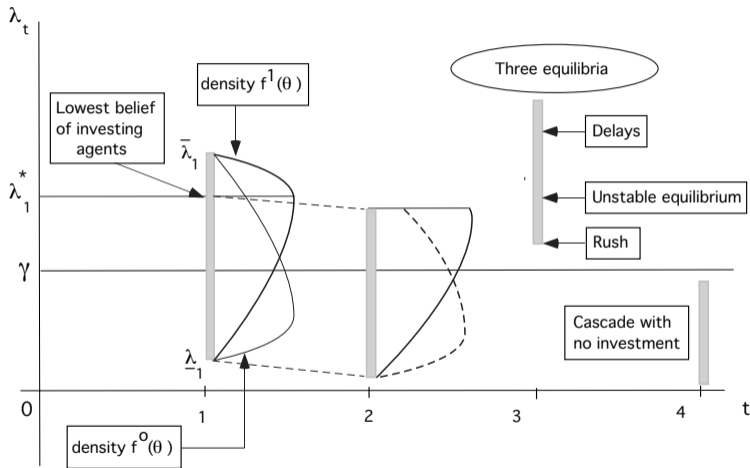 λt
density f¹(θ)
Three equilibria
Lowest belief
of investing
agents
λ̄1
Delays
λ1*
Unstable equilibrium
Rush
γ
Cascade with
no investment
λ̲1
0
1
2
3
4
t
density f⁰(θ)